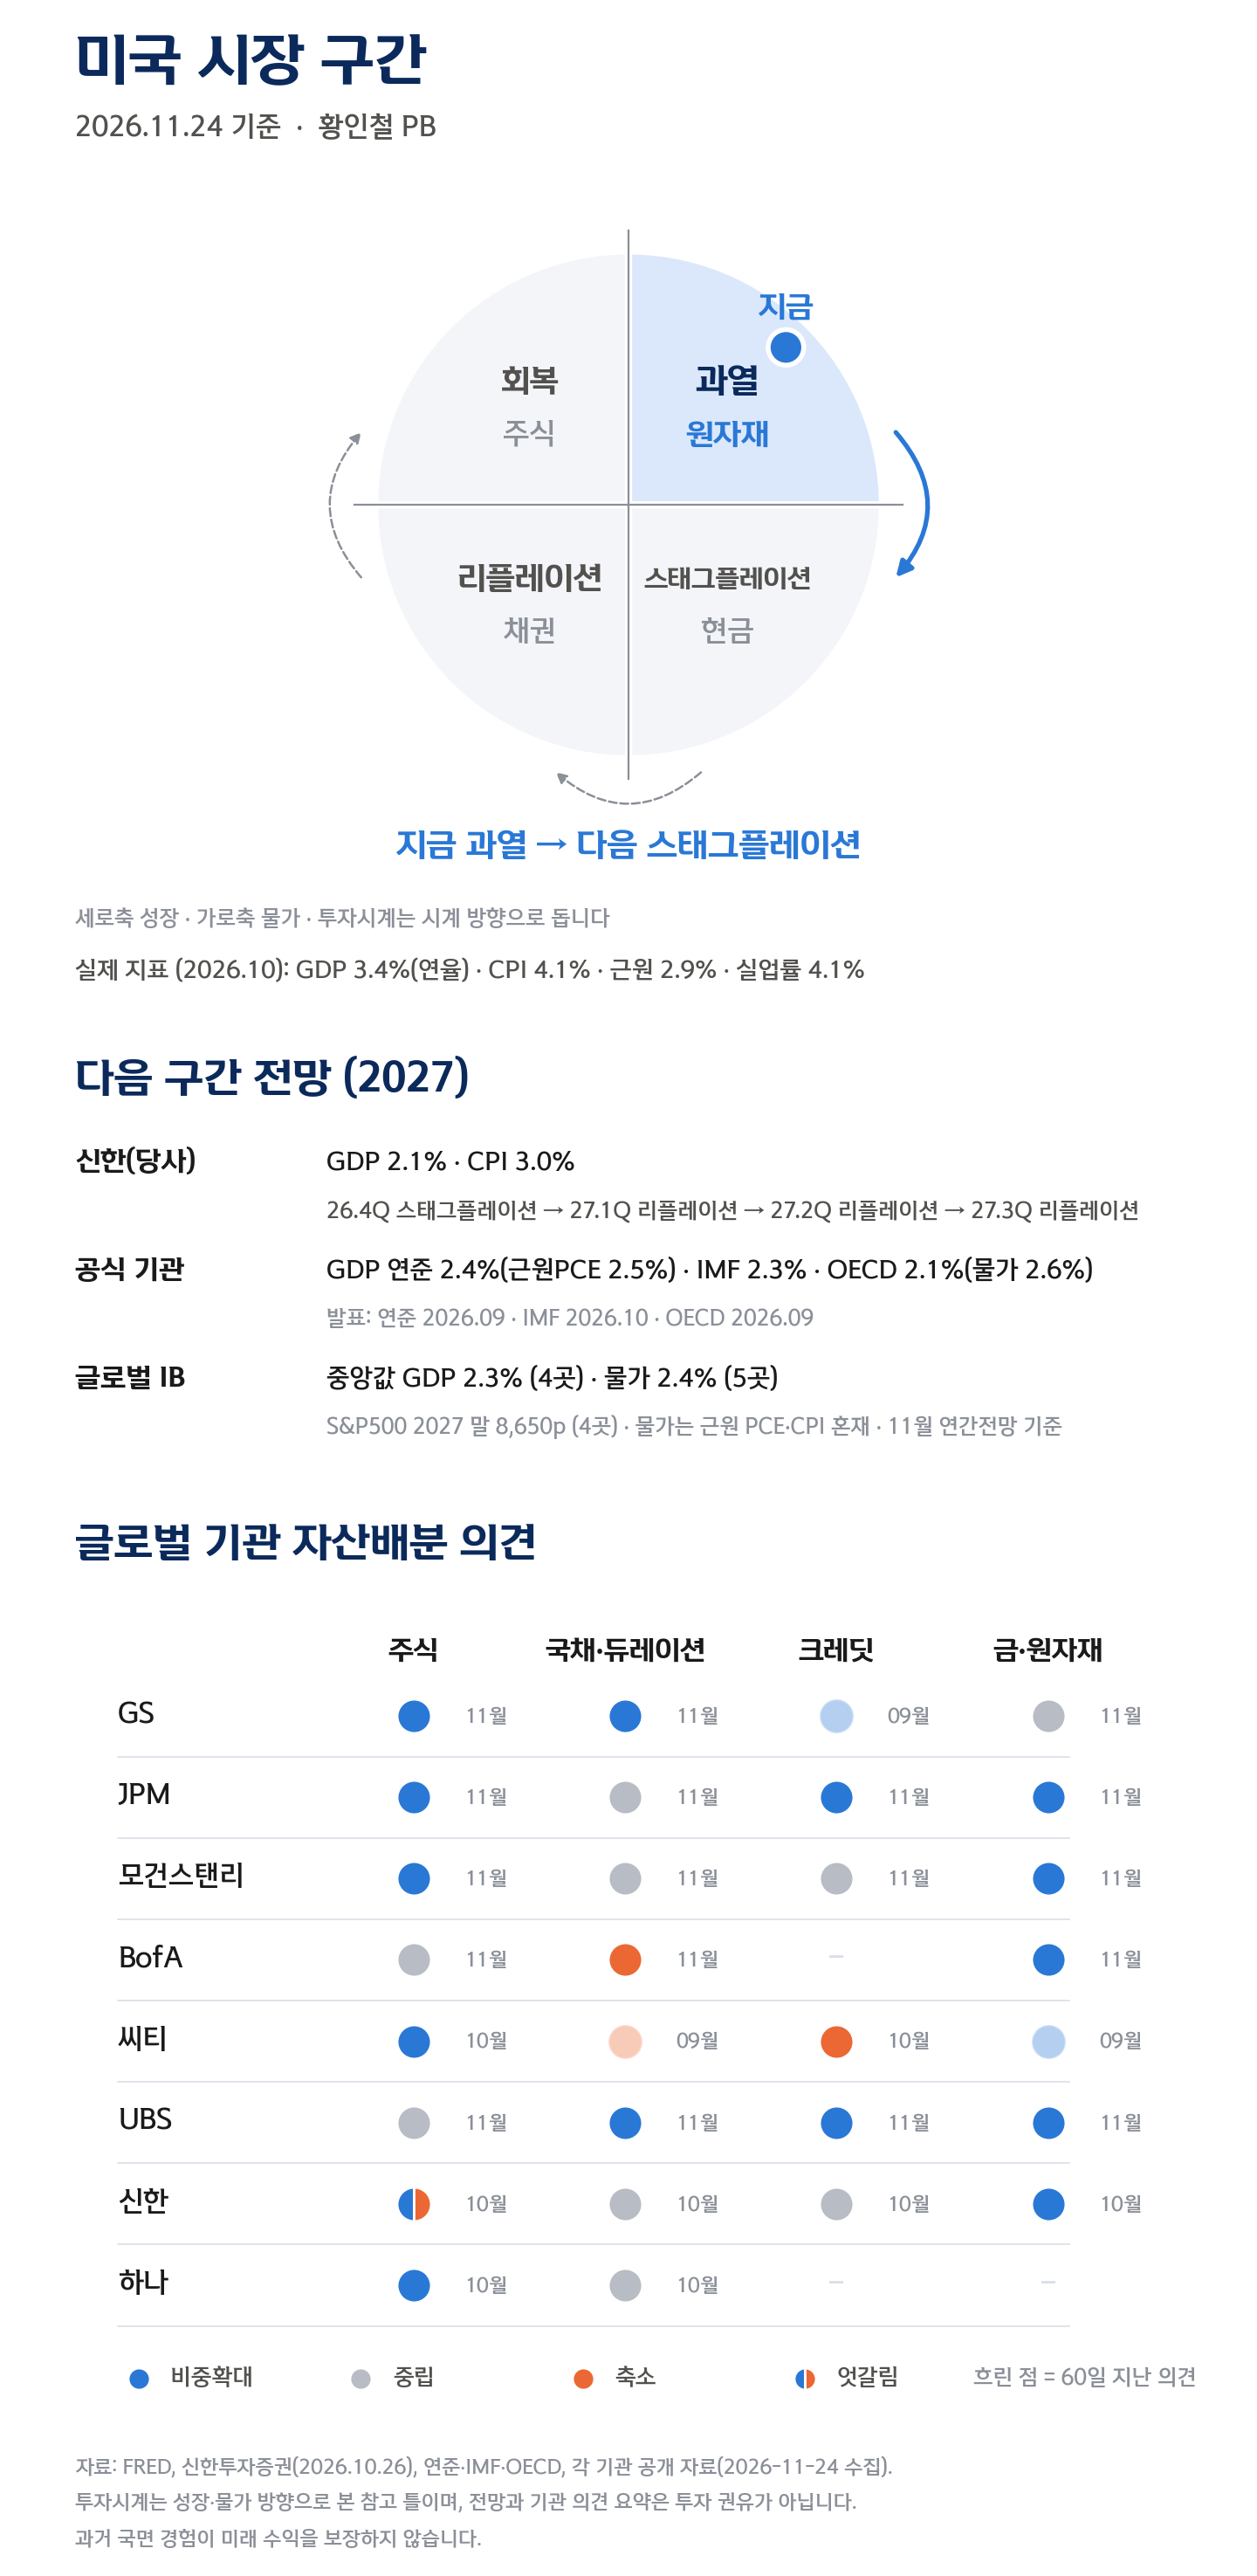 미국 시장 구간
2026.11.24 기준 · 황인철 PB
지금
회복
과열
주식
원자재
리플레이션
스태그플레이션
채권
현금
지금 과열 → 다음 스태그플레이션
세로축 성장 · 가로축 물가 · 투자시계는 시계 방향으로 돕니다
실제 지표 (2026.10): GDP 3.4%(연율) · CPI 4.1% · 근원 2.9% · 실업률 4.1%
다음 구간 전망 (2027)
신한(당사) GDP 2.1% · CPI 3.0%
26.4Q 스태그플레이션 → 27.1Q 리플레이션 → 27.2Q 리플레이션 → 27.3Q 리플레이션
공식 기관 GDP 연준 2.4%(근원PCE 2.5%) · IMF 2.3% · OECD 2.1%(물가 2.6%)
발표: 연준 2026.09 · IMF 2026.10 · OECD 2026.09
글로벌 IB 중앙값 GDP 2.3% (4곳) · 물가 2.4% (5곳)
S&P500 2027 말 8,650p (4곳) · 물가는 근원 PCE·CPI 혼재 · 11월 연간전망 기준
글로벌 기관 자산배분 의견
주식 국채·듀레이션 크레딧 금·원자재
GS 11월 11월 09월 11월
JPM 11월 11월 11월 11월
모건스탠리 11월 11월 11월 11월
BofA 11월 11월 – 11월
씨티 10월 09월 10월 09월
UBS 11월 11월 11월 11월
신한 10월 10월 10월 10월
하나 10월 10월 – –
비중확대 중립 축소 엇갈림 흐린 점 = 60일 지난 의견
자료: FRED, 신한투자증권(2026.10.26), 연준·IMF·OECD, 각 기관 공개 자료(2026-11-24 수집).
투자시계는 성장·물가 방향으로 본 참고 틀이며, 전망과 기관 의견 요약은 투자 권유가 아닙니다.
과거 국면 경험이 미래 수익을 보장하지 않습니다.